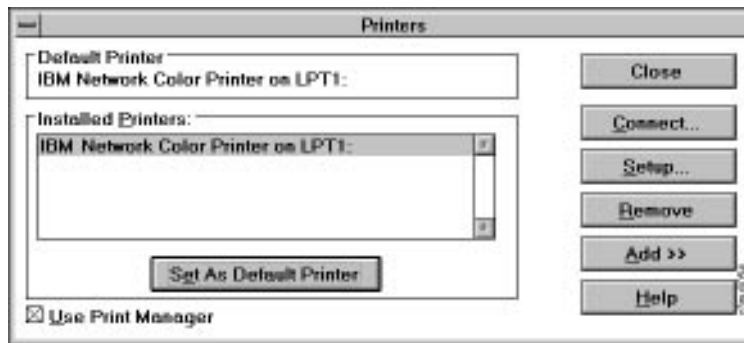 Printers
Default Printer
IBM Network Color Printer on LPT1:
Installed Printers:
IBM Network Color Printer on LPT1:
Set As Default Printer
Use Print Manager
Close
Connect...
Setup...
Remove
Add >>
Help